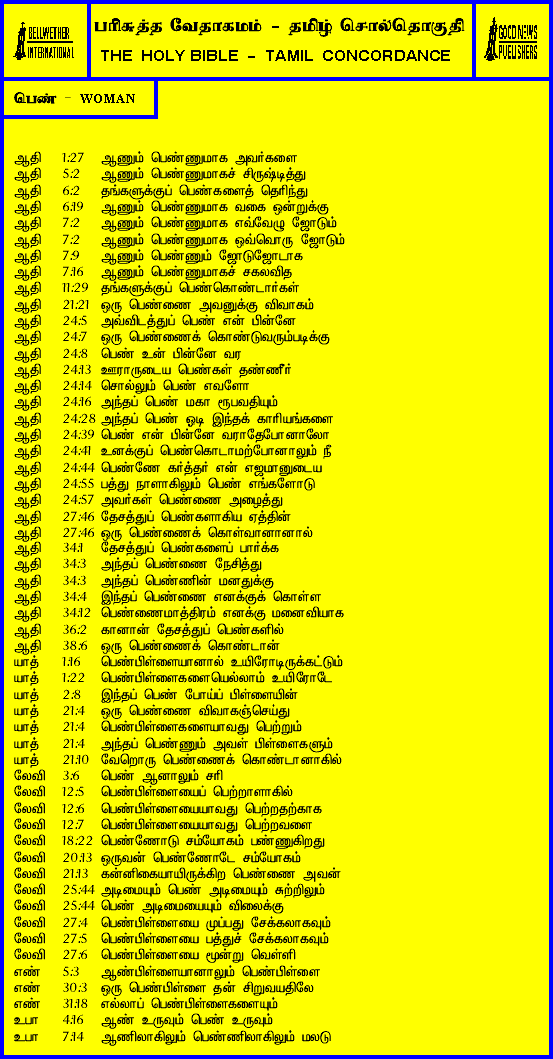 BELLWETHER
INTERNATIONAL
பரிசுத்த வேதாகமம் - தமிழ் சொல்தொகுதி
THE HOLY BIBLE - TAMIL CONCORDANCE
GOOD NEWS
PUBLISHERS
பெண் - WOMAN
ஆதி 1:27 ஆணும் பெண்ணுமாக அவர்களை
ஆதி 5:2 ஆணும் பெண்ணுமாகச் சிருஷ்டித்து
ஆதி 6:2 தங்களுக்குப் பெண்களைத் தெரிந்து
ஆதி 6:19 ஆணும் பெண்ணுமாக வகை ஒன்றுக்கு
ஆதி 7:2 ஆணும் பெண்ணுமாக எவ்வேழு ஜோடும்
ஆதி 7:2 ஆணும் பெண்ணுமாக ஒவ்வொரு ஜோடும்
ஆதி 7:9 ஆணும் பெண்ணும் ஜோடுஜோடாக
ஆதி 7:16 ஆணும் பெண்ணுமாகச் சகலவித
ஆதி 11:29 தங்களுக்குப் பெண்கொண்டார்கள்
ஆதி 21:21 ஒரு பெண்ணை அவனுக்கு விவாகம்
ஆதி 24:5 அவ்விடத்துப் பெண் என் பின்னே
ஆதி 24:7 ஒரு பெண்ணைக் கொண்டுவரும்படிக்கு
ஆதி 24:8 பெண் உன் பின்னே வர
ஆதி 24:13 ஊராருடைய பெண்கள் தண்ணீர்
ஆதி 24:14 சொல்லும் பெண் எவளோ
ஆதி 24:16 அந்தப் பெண் மகா ரூபவதியும்
ஆதி 24:28 அந்தப் பெண் ஓடி இந்தக் காரியங்களை
ஆதி 24:39 பெண் என் பின்னே வராதேபோனாலோ
ஆதி 24:41 உனக்குப் பெண்கொடாமற்போனாலும் நீ
ஆதி 24:44 பெண்ணே கர்த்தர் என் எஜமானுடைய
ஆதி 24:55 பத்து நாளாகிலும் பெண் எங்களோடு
ஆதி 24:57 அவர்கள் பெண்ணை அழைத்து
ஆதி 27:46 தேசத்துப் பெண்களாகிய ஏத்தின்
ஆதி 27:46 ஒரு பெண்ணைக் கொள்வானானால்
ஆதி 34:1 தேசத்துப் பெண்களைப் பார்க்க
ஆதி 34:3 அந்தப் பெண்ணை நேசித்து
ஆதி 34:3 அந்தப் பெண்ணின் மனதுக்கு
ஆதி 34:4 இந்தப் பெண்ணை எனக்குக் கொள்ள
ஆதி 34:12 பெண்ணைமாத்திரம் எனக்கு மனைவியாக
ஆதி 36:2 கானான் தேசத்துப் பெண்களில்
ஆதி 38:6 ஒரு பெண்ணைக் கொண்டான்
யாத் 1:16 பெண்பிள்ளையானால் உயிரோடிருக்கட்டும்
யாத் 1:22 பெண்பிள்ளைகளையெல்லாம் உயிரோடே
யாத் 2:8 இந்தப் பெண் போய்ப் பிள்ளையின்
யாத் 21:4 ஒரு பெண்ணை விவாகஞ்செய்து
யாத் 21:4 பெண்பிள்ளைகளையாவது பெற்றும்
யாத் 21:4 அந்தப் பெண்ணும் அவள் பிள்ளைகளும்
யாத் 21:10 வேறொரு பெண்ணைக் கொண்டானாகில்
லேவி 3:6 பெண் ஆனாலும் சரி
லேவி 12:5 பெண்பிள்ளையைப் பெற்றாளாகில்
லேவி 12:6 பெண்பிள்ளையையாவது பெற்றதற்காக
லேவி 12:7 பெண்பிள்ளையையாவது பெற்றவளை
லேவி 18:22 பெண்ணோடு சம்யோகம் பண்ணுகிறது
லேவி 20:13 ஒருவன் பெண்ணோடே சம்யோகம்
லேவி 21:13 கன்னிகையாயிருக்கிற பெண்ணை அவன்
லேவி 25:44 அடிமையும் பெண் அடிமையும் சுற்றிலும்
லேவி 25:44 பெண் அடிமையையும் விலைக்கு
லேவி 27:4 பெண்பிள்ளையை முப்பது சேக்கலாகவும்
லேவி 27:5 பெண்பிள்ளையை பத்துச் சேக்கலாகவும்
லேவி 27:6 பெண்பிள்ளையை மூன்று வெள்ளி
எண் 5:3 ஆண்பிள்ளையானாலும் பெண்பிள்ளை
எண் 30:3 ஒரு பெண்பிள்ளை தன் சிறுவயதிலே
எண் 31:18 எல்லாப் பெண்பிள்ளைகளையும்
உபா 4:16 ஆண் உருவும் பெண் உருவும்
உபா 7:14 ஆணிலாகிலும் பெண்ணிலாகிலும் மலடு